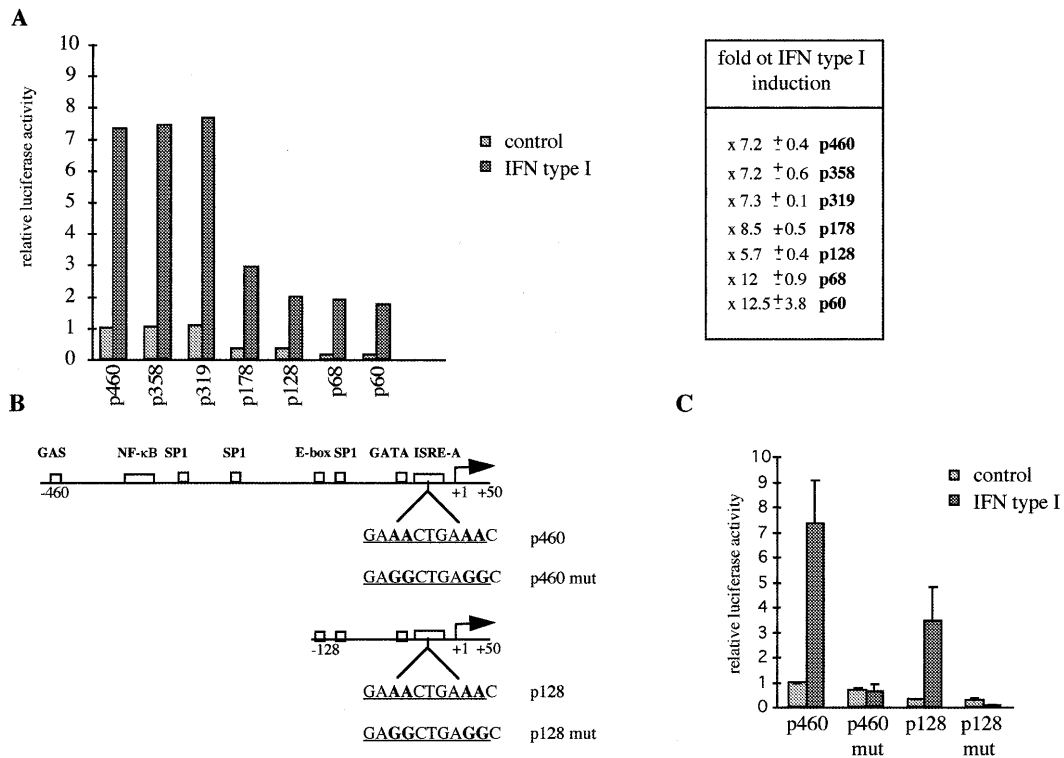 A
10
9
8
7
6
5
4
3
2
1
0
relative luciferase activity
p460
p358
p319
p178
p128
p68
p60
control
IFN type I
fold ot IFN type I
induction
x 7.2 ± 0.4 p460
x 7.2 ± 0.6 p358
x 7.3 ± 0.1 p319
x 8.5 ±0.5 p178
x 5.7 ± 0.4 p128
x 12 ±0.9 p68
x 12.5 ± 3.8 p60
B
GAS NF-κB SP1 SP1 E-box SP1 GATA ISRE-A
-460 +1 +50
GAAACTGAAAC p460
GAGGCTGAGGC p460 mut
-128 +1 +50
GAAACTGAAAC p128
GAGGCTGAGGC p128 mut
C
10
9
8
7
6
5
4
3
2
1
0
relative luciferase activity
control
IFN type I
p460 p460 p128 p128
mut mut